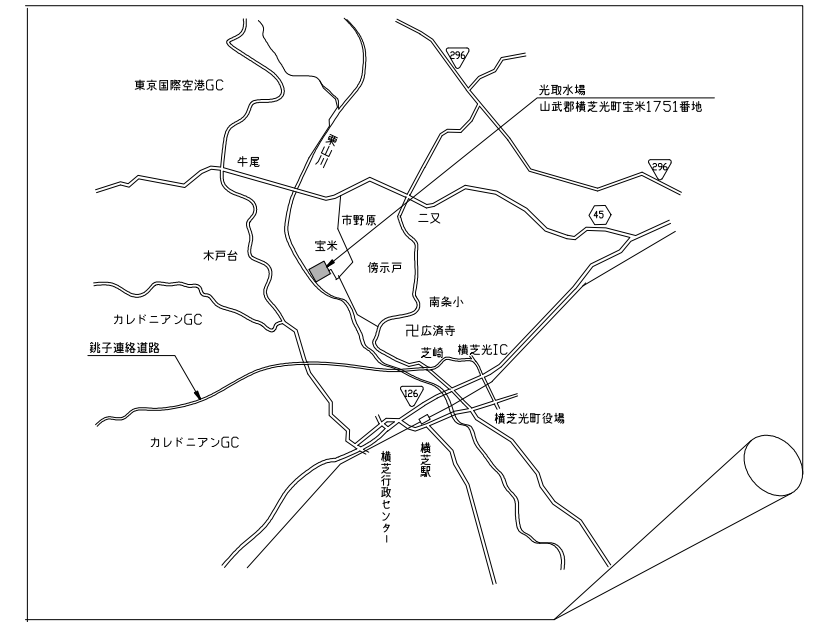 296
東京国際空港GC
光取水場
山武郡横芝光町宝米1751番地
栗山川
牛尾
296
市野原
二又
45
宝米
木戸台
傍示戸
南条小
カレドニアンGC
卍広済寺
銚子連絡道路
芝崎
横芝光IC
126
横芝光町役場
カレドニアンGC
横芝駅
横芝行政センター